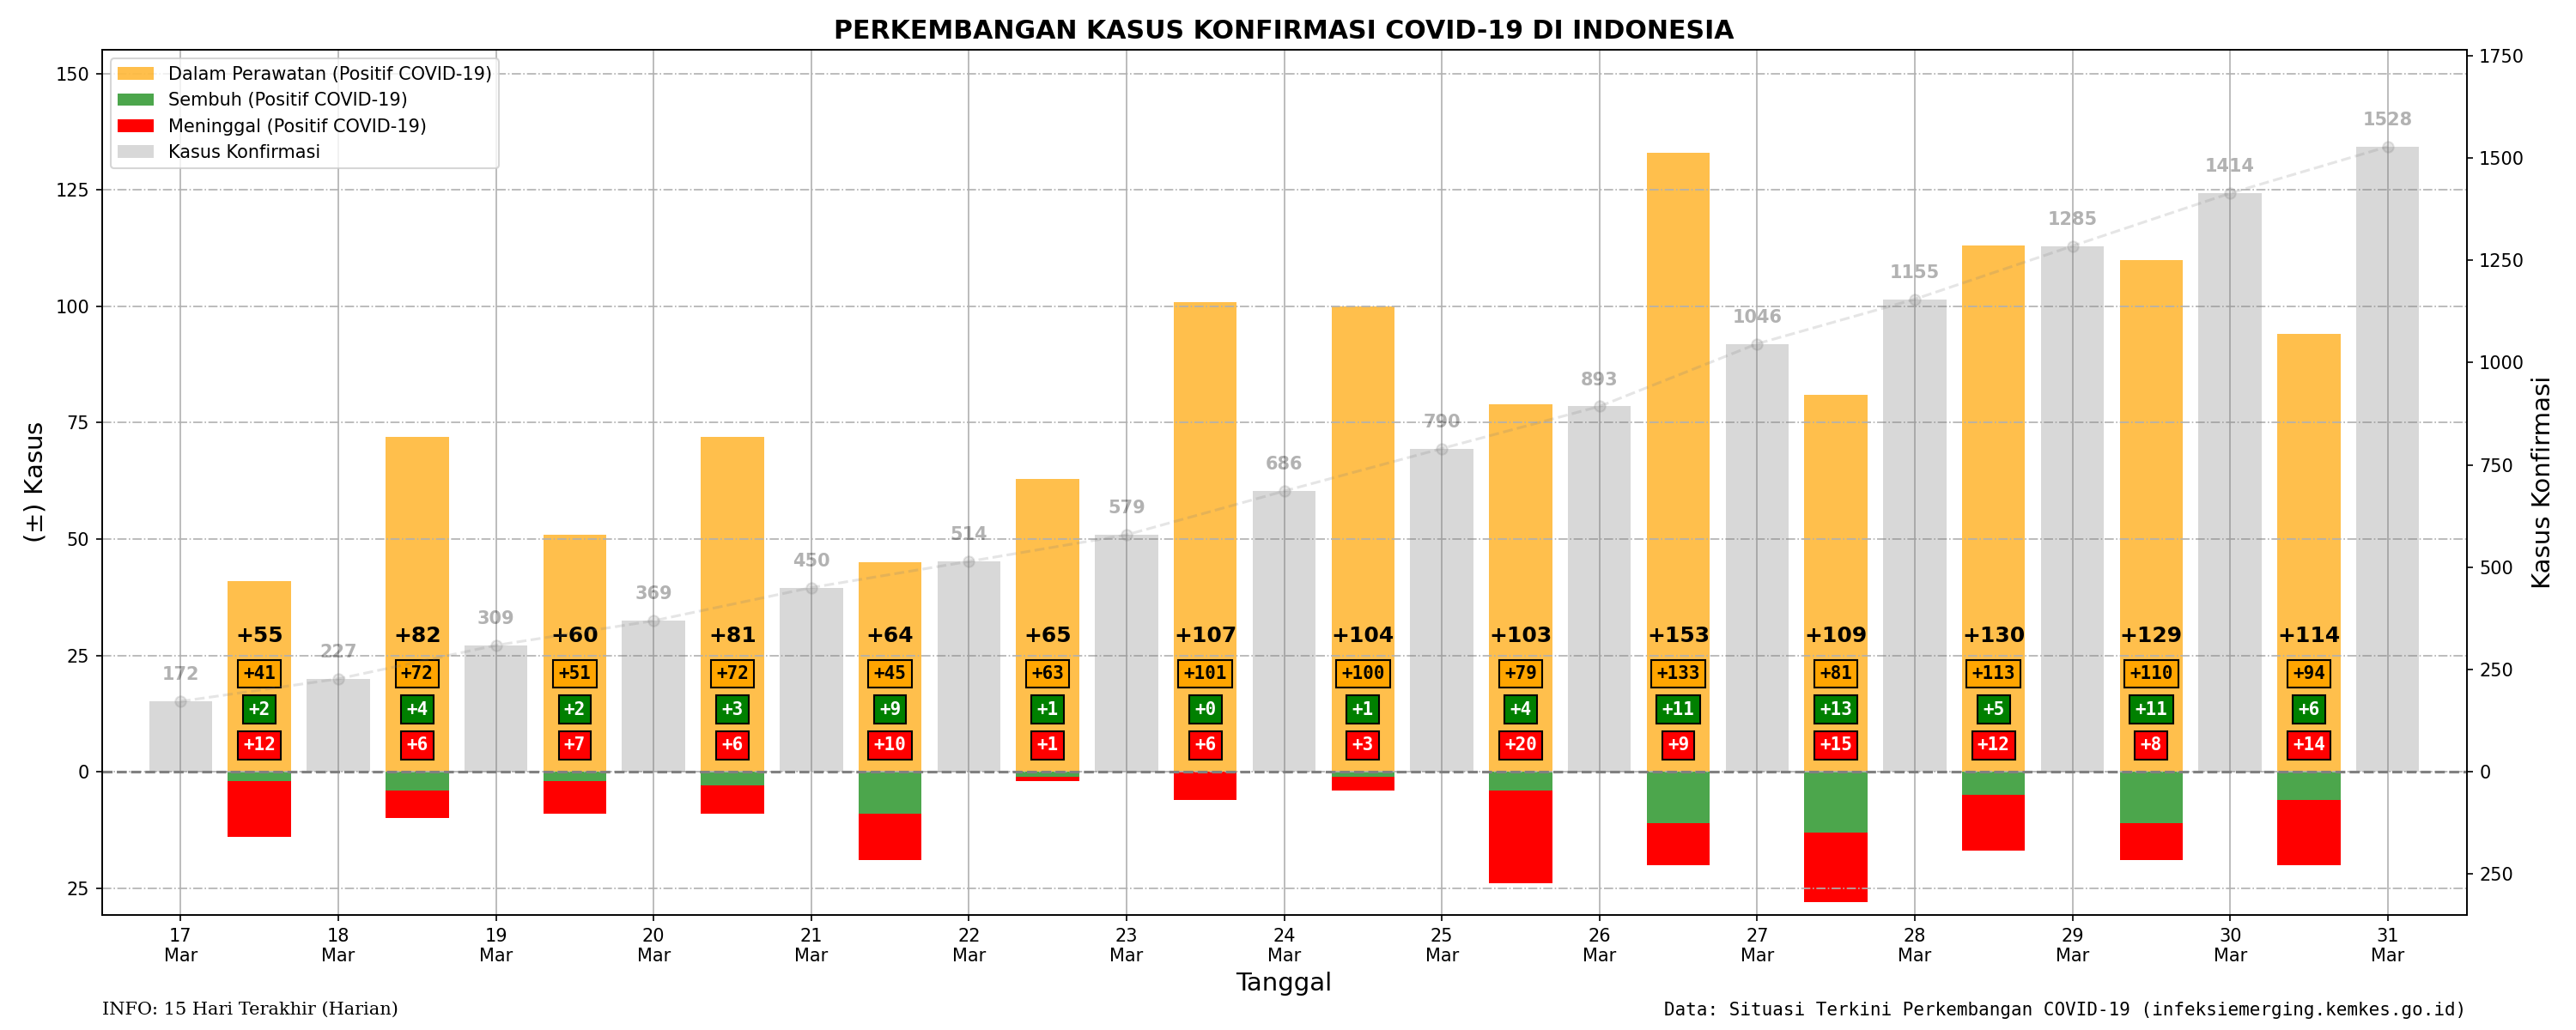 PERKEMBANGAN KASUS KONFIRMASI COVID-19 DI INDONESIA
Dalam Perawatan (Positif COVID-19)
Sembuh (Positif COVID-19)
Meninggal (Positif COVID-19)
Kasus Konfirmasi
(±) Kasus
150
125
100
75
50
25
0
25
1750
1500
1250
1000
750
500
250
0
250
Kasus Konfirmasi
172 227 309 369 450 514 579 686 790 893 1046 1155 1285 1414 1528
+55 +82 +60 +81 +64 +65 +107 +104 +103 +153 +109 +130 +129 +114
+41 +72 +51 +72 +45 +63 +101 +100 +79 +133 +81 +113 +110 +94
+2 +4 +2 +3 +9 +1 +0 +1 +4 +11 +13 +5 +11 +6
+12 +6 +7 +6 +10 +1 +6 +3 +20 +9 +15 +12 +8 +14
17 18 19 20 21 22 23 24 25 26 27 28 29 30 31
Mar Mar Mar Mar Mar Mar Mar Mar Mar Mar Mar Mar Mar Mar Mar
Tanggal
INFO: 15 Hari Terakhir (Harian)
Data: Situasi Terkini Perkembangan COVID-19 (infeksiemerging.kemkes.go.id)